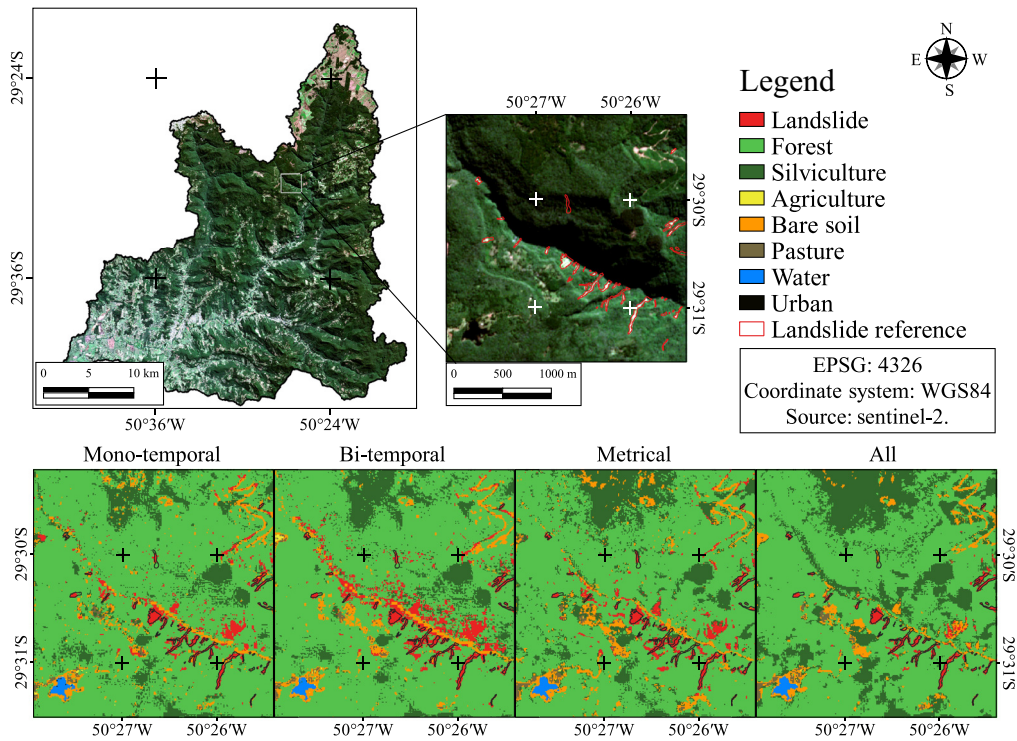 29°24'S
29°36'S
50°36'W
50°24'W
0 5 10 km
50°27'W
50°26'W
29°30'S
29°31'S
0 500 1000 m
N
E
W
S
Legend
Landslide
Forest
Silviculture
Agriculture
Bare soil
Pasture
Water
Urban
Landslide reference
EPSG: 4326
Coordinate system: WGS84
Source: sentinel-2.
Mono-temporal
Bi-temporal
Metrical
All
29°30'S
29°31'S
29°30'S
29°31'S
50°27'W
50°26'W
50°27'W
50°26'W
50°27'W
50°26'W
50°27'W
50°26'W